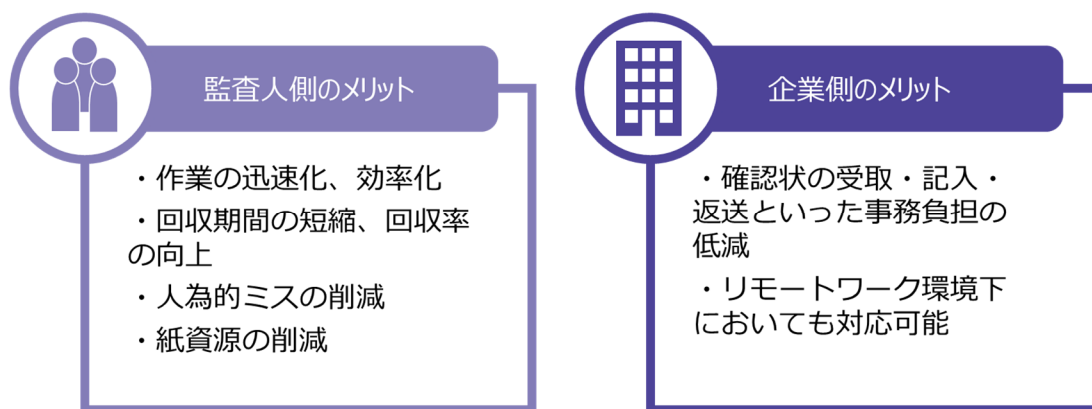 監査人側のメリット
・作業の迅速化、効率化
・回収期間の短縮、回収率
の向上
・人為的ミスの削減
・紙資源の削減
企業側のメリット
・確認状の受取・記入・
返送といった事務負担の
低減
・リモートワーク環境下
においても対応可能